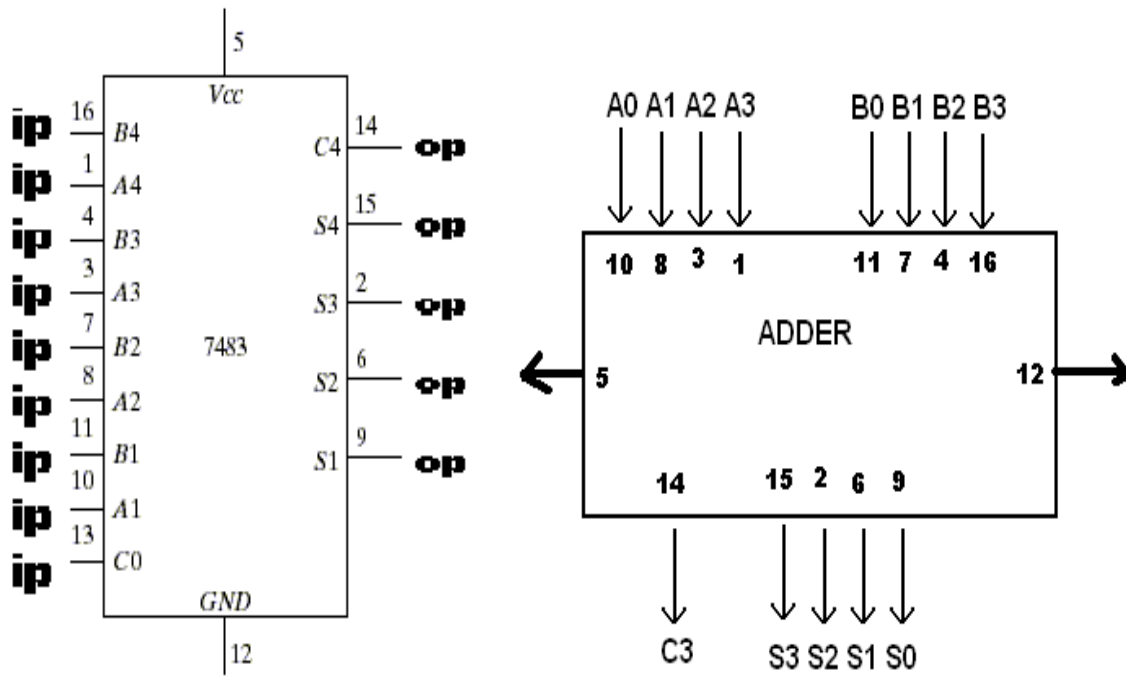 5
Vcc
ip 16 B4
ip 1 A4
ip 4 B3
ip 3 A3
ip 7 B2
ip 8 A2
ip 11 B1
ip 10 A1
ip 13 C0
7483
14 C4 op
15 S4 op
2 S3 op
6 S2 op
9 S1 op
GND
12
A0 A1 A2 A3 B0 B1 B2 B3
10 8 3 1 11 7 4 16
ADDER
5 12
14 15 2 6 9
C3 S3 S2 S1 S0